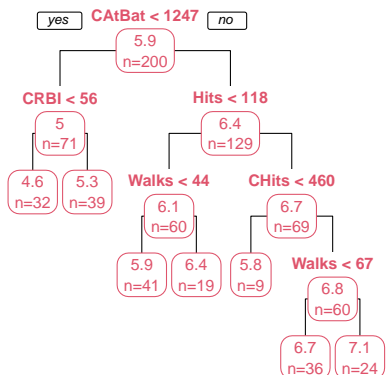 CAtBat < 1247
yes
no
5.9
n=200
CRBI < 56
Hits < 118
5
n=71
6.4
n=129
4.6
n=32
5.3
n=39
Walks < 44
CHits < 460
6.1
n=60
6.7
n=69
5.9
n=41
6.4
n=19
5.8
n=9
Walks < 67
6.8
n=60
6.7
n=36
7.1
n=24